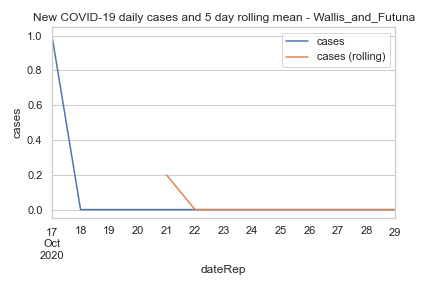 New COVID-19 daily cases and 5 day rolling mean - Wallis_and_Futuna
cases
cases (rolling)
1.0
0.8
0.6
0.4
0.2
0.0
cases
17 18 19 20 21 22 23 24 25 26 27 28 29
Oct
2020
dateRep